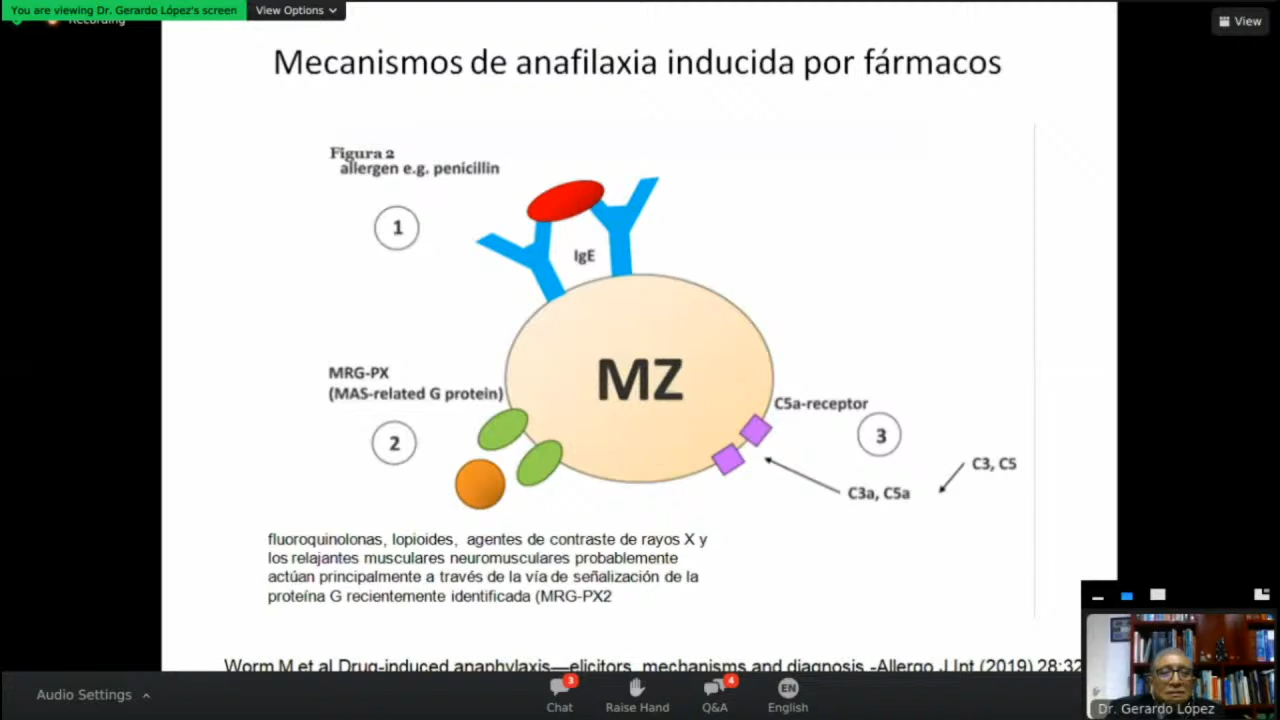 You are viewing Dr. Gerardo López's screen
View Options
Recording
View
Mecanismos de anafilaxia inducida por fármacos
Figura 2
allergen e.g. penicillin
1
IgE
MZ
MRG-PX
(MAS-related G protein)
2
C5a-receptor
3
C3, C5
C3a, C5a
fluoroquinolonas, lopioides, agentes de contraste de rayos X y
los relajantes musculares neuromusculares probablemente
actúan principalmente a través de la vía de señalización de la
proteína G recientemente identificada (MRG-PX2
Worm M et al Drug-induced anaphylaxis—elicitors, mechanisms and diagnosis -Allergo J Int (2019) 28:32
Dr. Gerardo López
Audio Settings
3
Chat
Raise Hand
4
Q&A
EN
English